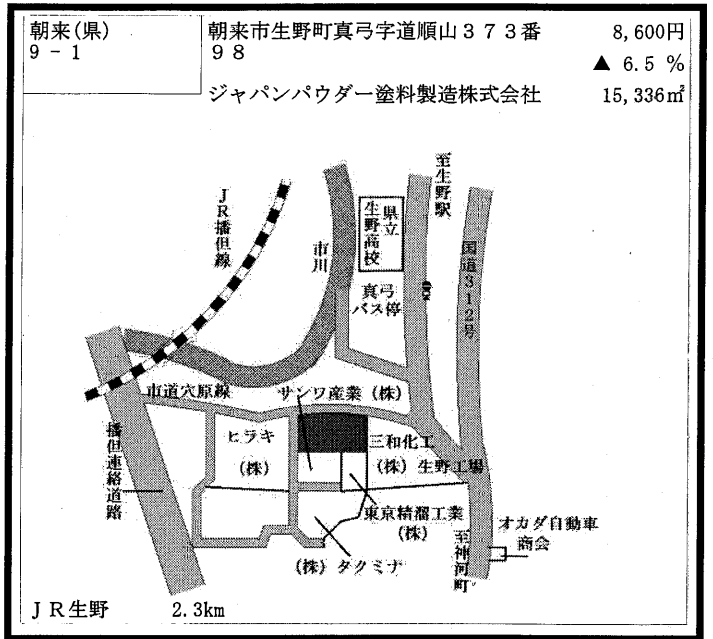 朝来(県)
9-1
朝来市生野町真弓字道順山373番
98
ジャパンパウダー塗料製造株式会社
8,600円
▲ 6.5 %
15,336㎡
JR播但線
市川
県立
生野高校
至生野駅
国道312号
真弓
バス停
市道穴原線
サンワ産業(株)
ヒラキ
(株)
三和化工
(株)生野工場
播但連絡道路
東京精溜工業
(株)
(株)タクミナ
オカダ自動車
商会
至神河町
JR生野 2.3km